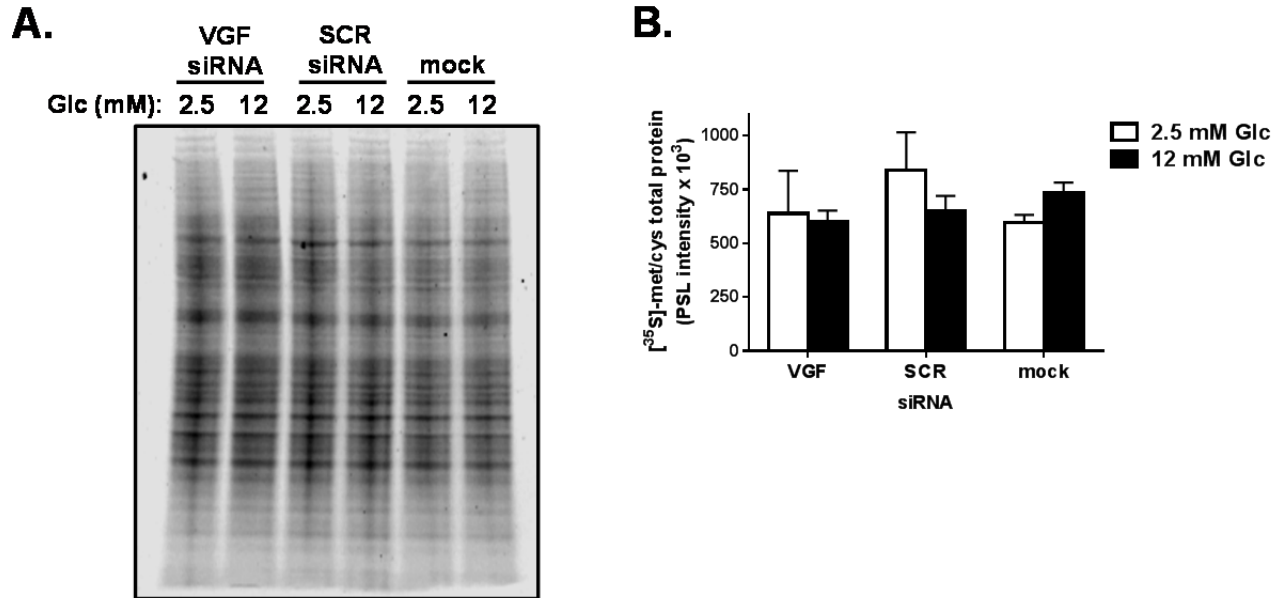 A.
VGF SCR
siRNA siRNA mock
Glc (mM): 2.5 12 2.5 12 2.5 12
B.
[³⁵S]-met/cys total protein
(PSL intensity x 10³)
1000
750
500
250
0
VGF SCR mock
siRNA
2.5 mM Glc
12 mM Glc